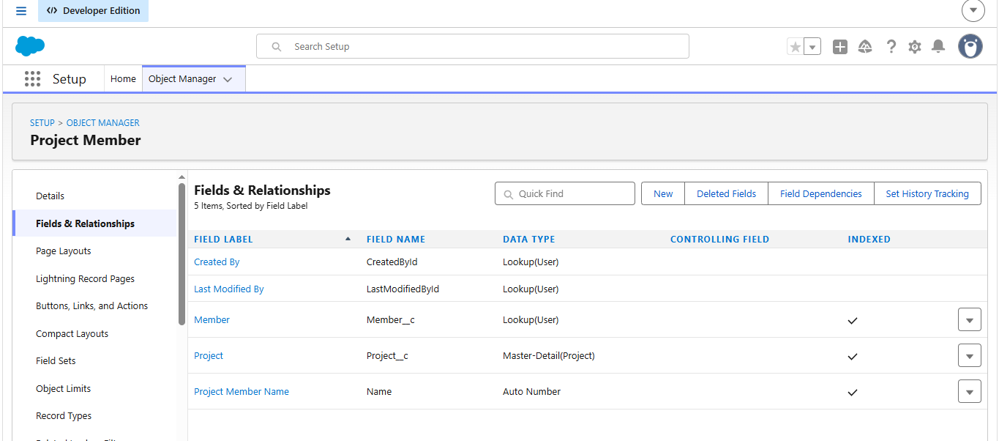 </> Developer Edition
Search Setup
Setup Home Object Manager
SETUP > OBJECT MANAGER
Project Member
Details
Fields & Relationships
Page Layouts
Lightning Record Pages
Buttons, Links, and Actions
Compact Layouts
Field Sets
Object Limits
Record Types
Fields & Relationships
5 Items, Sorted by Field Label
Quick Find
New Deleted Fields Field Dependencies Set History Tracking
FIELD LABEL FIELD NAME DATA TYPE CONTROLLING FIELD INDEXED
Created By CreatedById Lookup(User)
Last Modified By LastModifiedById Lookup(User)
Member Member__c Lookup(User)
Project Project__c Master-Detail(Project)
Project Member Name Name Auto Number